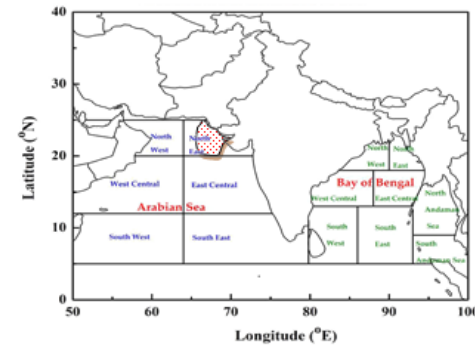 40
30
20
10
0
Latitude (°N)
North
West
North
East
West Central
East Central
Arabian Sea
South West
South East
North
West
North
East
Bay of Bengal
West Central
East Central
North
Andaman
Sea
South
West
South
East
South
Andaman Sea
50
60
70
80
90
100
Longitude (°E)